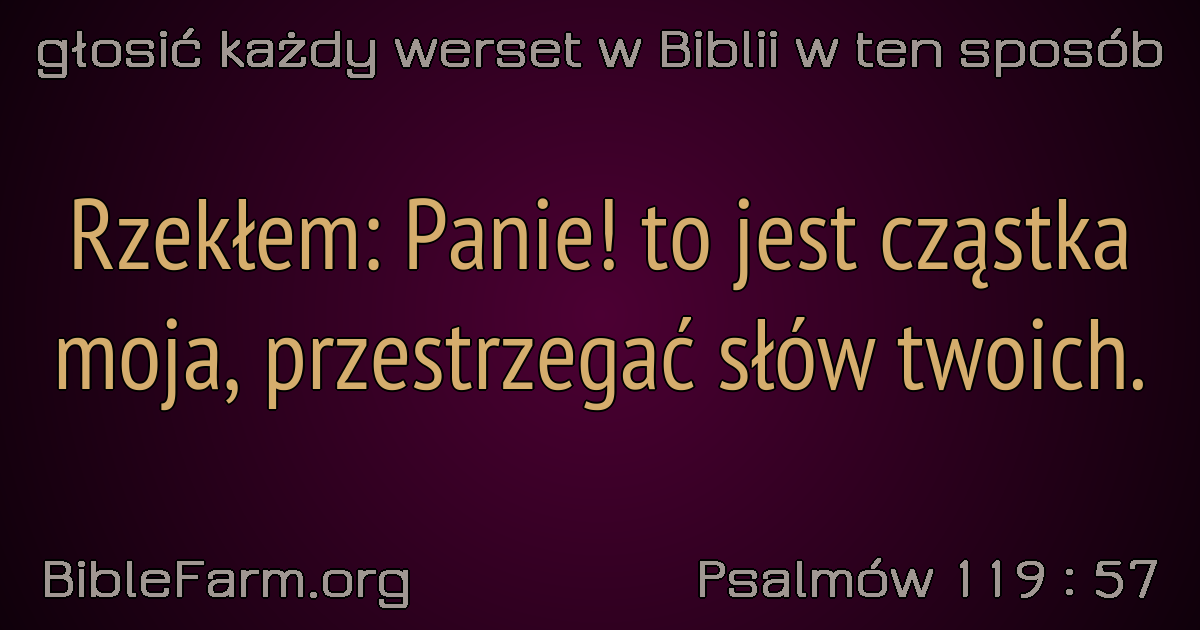 głosić każdy werset w Biblii w ten sposób
Rzekłem: Panie! to jest cząstka
moja, przestrzegać słów twoich.
BibleFarm.org
Psalmów 119 : 57